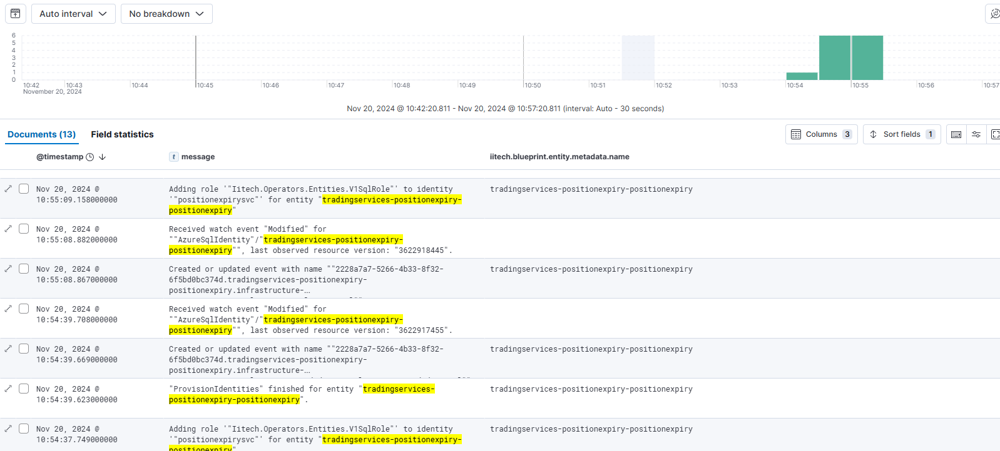 Auto interval No breakdown
6
5
4
3
2
1
0
10:42 10:43 10:44 10:45 10:46 10:47 10:48 10:49 10:50 10:51 10:52 10:53 10:54 10:55 10:56 10:57
November 20, 2024
Nov 20, 2024 @ 10:42:20.811 - Nov 20, 2024 @ 10:57:20.811 (interval: Auto - 30 seconds)
Documents (13) Field statistics Columns 3 Sort fields 1
@timestamp t message iitech.blueprint.entity.metadata.name
Nov 20, 2024 @ Adding role '"Iitech.Operators.Entities.V1SqlRole"' to identity tradingservices-positionexpiry-positionexpiry
10:55:09.158000000 '"positionexpirysvc"' for entity "tradingservices-positionexpiry-
positionexpiry"
Nov 20, 2024 @ Received watch event "Modified" for
10:55:08.882000000 ""AzureSqlIdentity"/"tradingservices-positionexpiry-
positionexpiry"", last observed resource version: "3622918445".
Nov 20, 2024 @ Created or updated event with name ""2228a7a7-5266-4b33-8f32- tradingservices-positionexpiry-positionexpiry
10:55:08.867000000 6f5bd0bc374d.tradingservices-positionexpiry-
positionexpiry.infrastructure-…
Nov 20, 2024 @ Received watch event "Modified" for
10:54:39.708000000 ""AzureSqlIdentity"/"tradingservices-positionexpiry-
positionexpiry"", last observed resource version: "3622917455".
Nov 20, 2024 @ Created or updated event with name ""2228a7a7-5266-4b33-8f32- tradingservices-positionexpiry-positionexpiry
10:54:39.669000000 6f5bd0bc374d.tradingservices-positionexpiry-
positionexpiry.infrastructure-…
Nov 20, 2024 @ "ProvisionIdentities" finished for entity "tradingservices- tradingservices-positionexpiry-positionexpiry
10:54:39.623000000 positionexpiry-positionexpiry".
Nov 20, 2024 @ Adding role '"Iitech.Operators.Entities.V1SqlRole"' to identity tradingservices-positionexpiry-positionexpiry
10:54:37.749000000 '"positionexpirysvc"' for entity "tradingservices-positionexpiry-
positionexpiry"